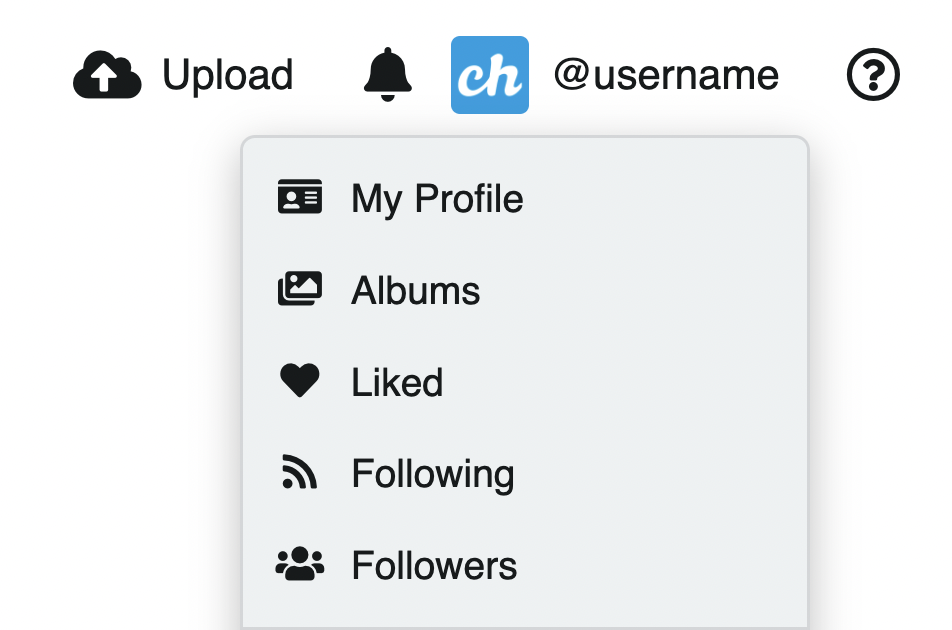 Upload
ch
@username
?
My Profile
Albums
Liked
Following
Followers